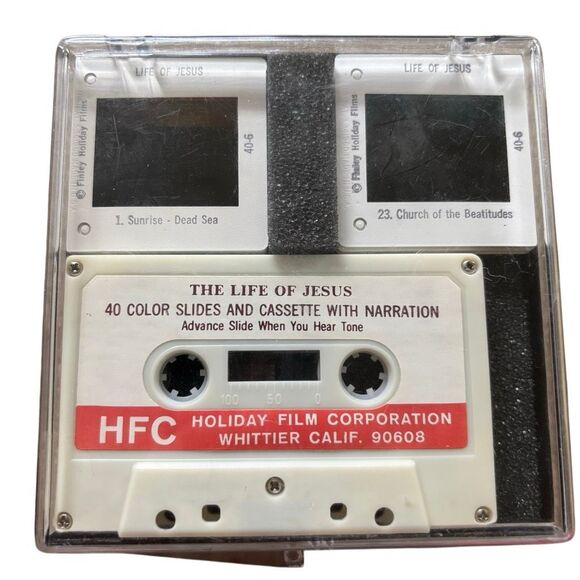 LIFE OF JESUS
© Finley Holiday Films
40-6
1. Sunrise - Dead Sea
LIFE OF JESUS
© Finley Holiday Films
40-6
23. Church of the Beatitudes
THE LIFE OF JESUS
40 COLOR SLIDES AND CASSETTE WITH NARRATION
Advance Slide When You Hear Tone
100 50 0
HFC HOLIDAY FILM CORPORATION
WHITTIER CALIF. 90608